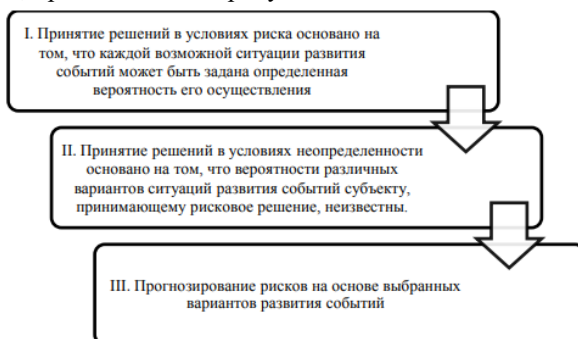 I. Принятие решений в условиях риска основано на
том, что каждой возможной ситуации развития
событий может быть задана определенная
вероятность его осуществления
II. Принятие решений в условиях неопределенности
основано на том, что вероятности различных
вариантов ситуаций развития событий субъекту,
принимающему рисковое решение, неизвестны.
III. Прогнозирование рисков на основе выбранных
вариантов развития событий